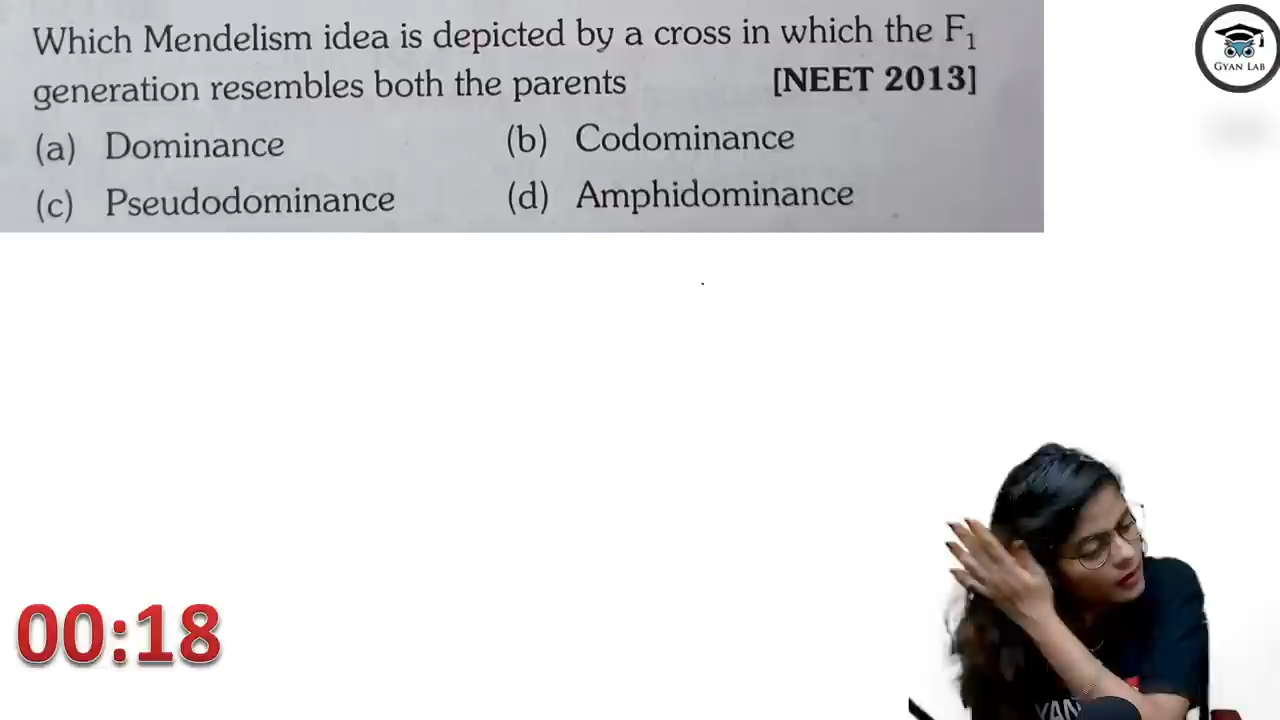 Which Mendelism idea is depicted by a cross in which the F₁
generation resembles both the parents [NEET 2013]
(a) Dominance (b) Codominance
(c) Pseudodominance (d) Amphidominance
GYAN LAB
00:18
YAN